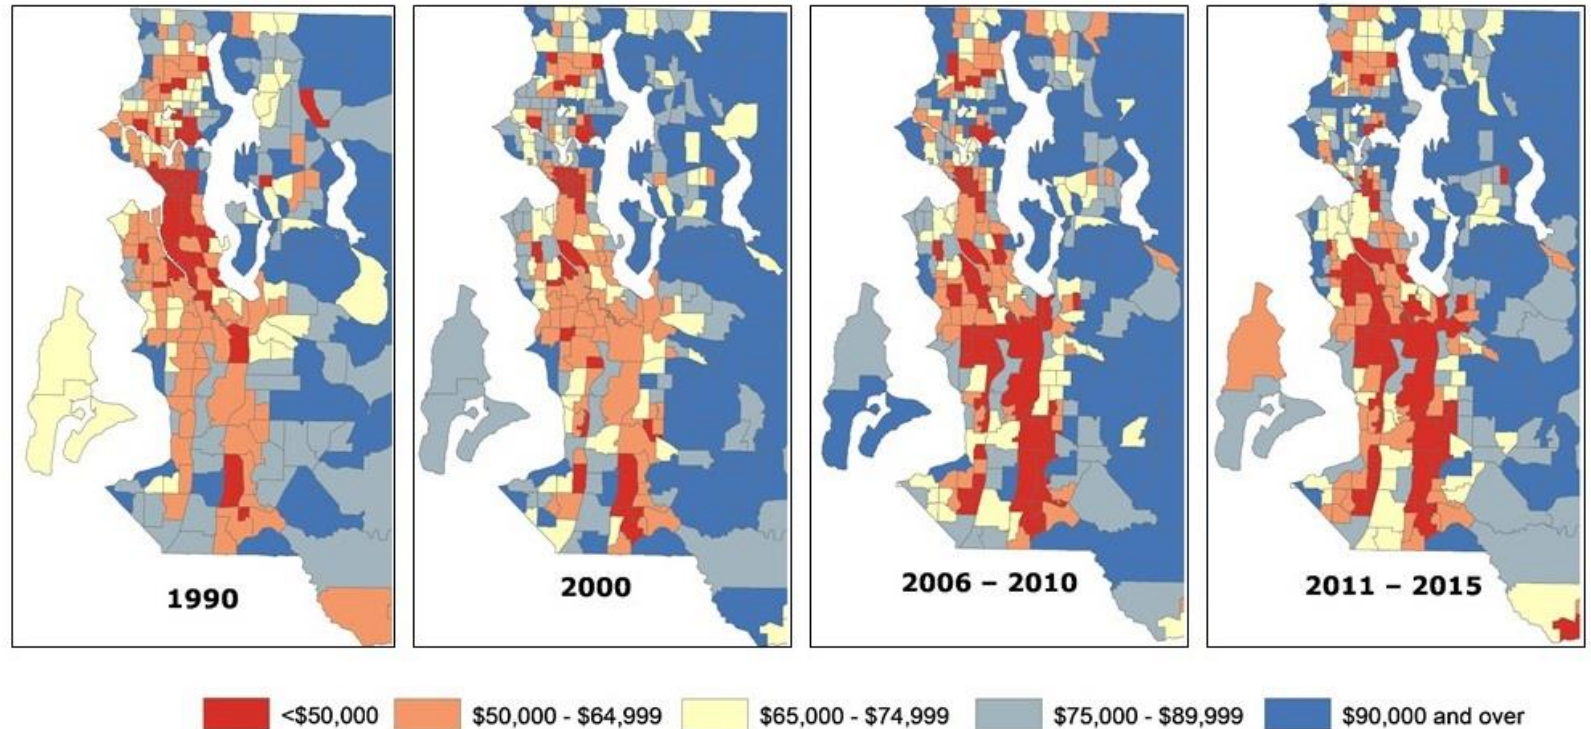 1990
2000
2006 – 2010
2011 – 2015
<$50,000
$50,000 - $64,999
$65,000 - $74,999
$75,000 - $89,999
$90,000 and over